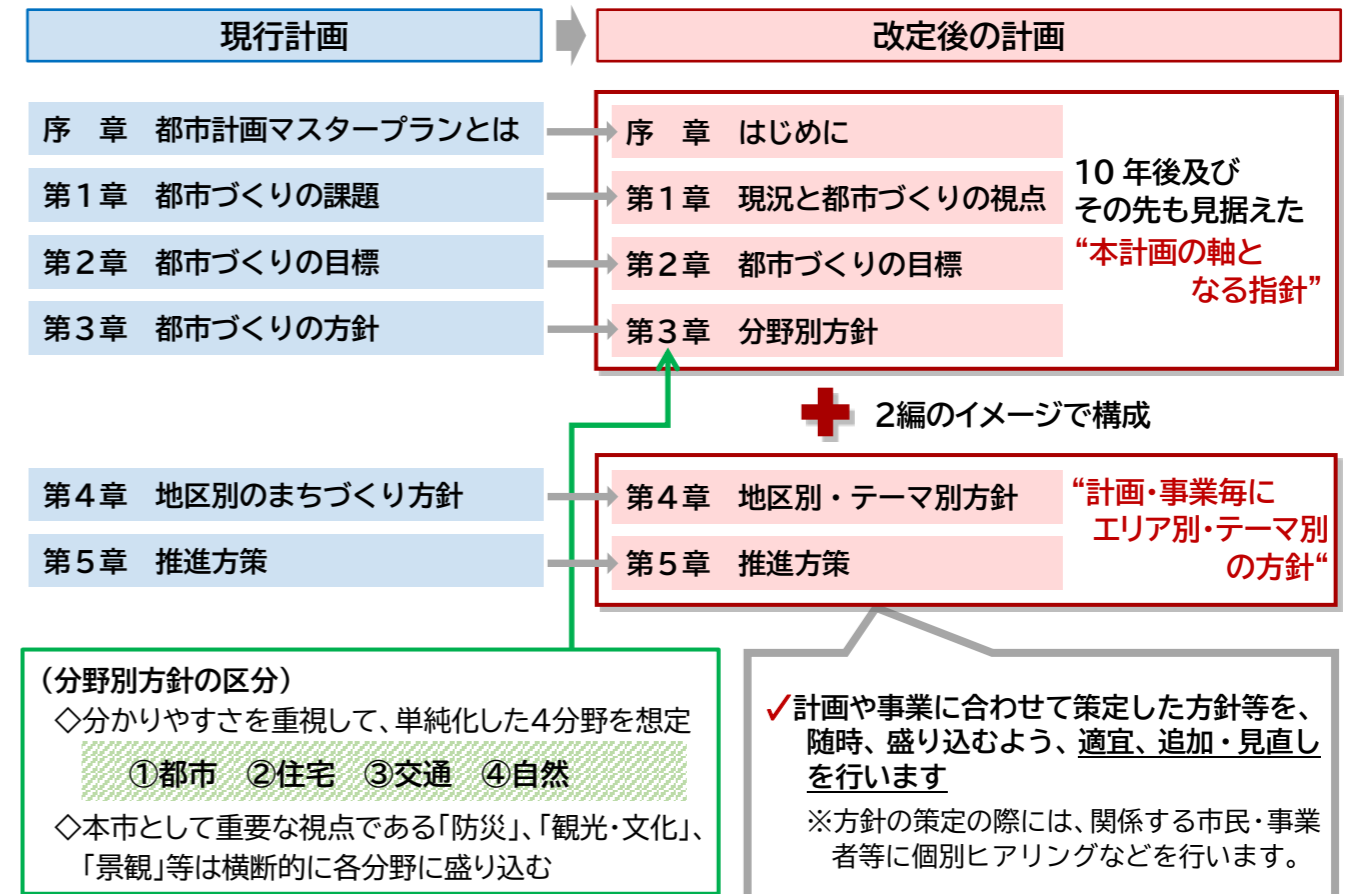 現行計画
改定後の計画
序　章　都市計画マスタープランとは
第1章　都市づくりの課題
第2章　都市づくりの目標
第3章　都市づくりの方針
第4章　地区別のまちづくり方針
第5章　推進方策
序　章　はじめに
第1章　現況と都市づくりの視点
第2章　都市づくりの目標
第3章　分野別方針
10 年後及び
その先も見据えた
“本計画の軸と
なる指針”
2編のイメージで構成
第4章　地区別・テーマ別方針
第5章　推進方策
“計画・事業毎に
エリア別・テーマ別
の方針“
（分野別方針の区分）
◇分かりやすさを重視して、単純化した4分野を想定
①都市　②住宅　③交通　④自然
◇本市として重要な視点である「防災」、「観光・文化」、
「景観」等は横断的に各分野に盛り込む
✓計画や事業に合わせて策定した方針等を、
随時、盛り込むよう、適宜、追加・見直し
を行います
※方針の策定の際には、関係する市民・事業
者等に個別ヒアリングなどを行います。